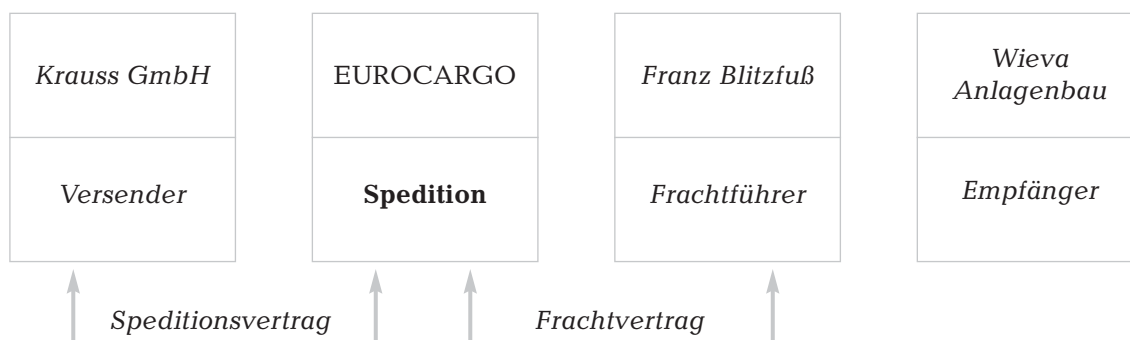 Krauss GmbH
EUROCARGO
Franz Blitzfuß
Wieva
Anlagenbau
Versender
Spedition
Frachtführer
Empfänger
Speditionsvertrag
Frachtvertrag